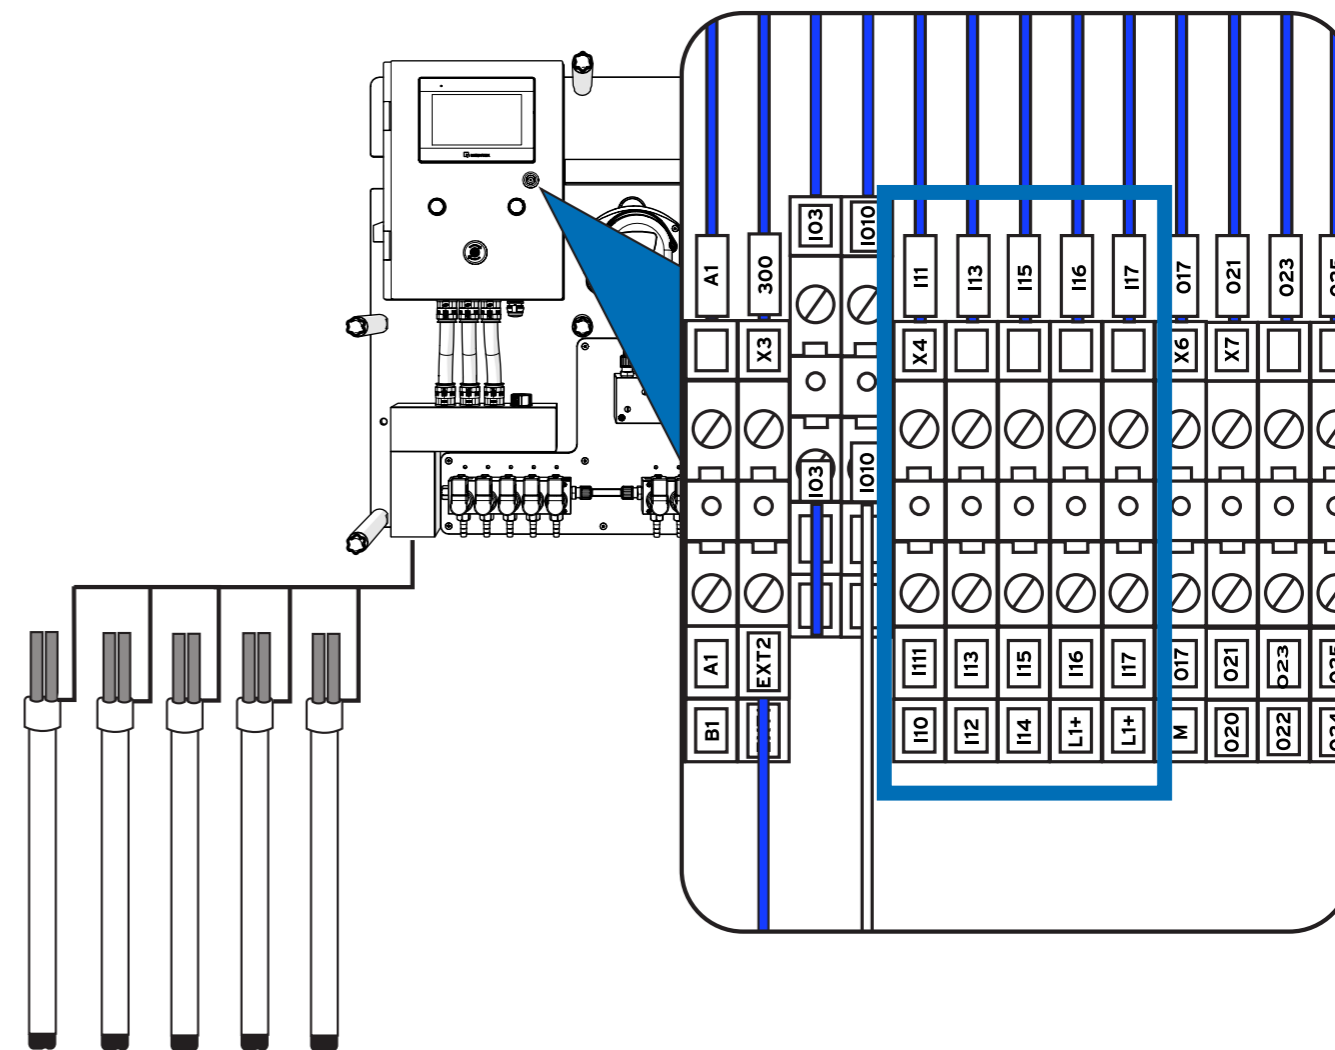 IO3 IO10
A1 300 I11 I13 I15 I16 I17 O17 O21 O23
X3 X4 X6 X7
IO3 IO10
A1 EXT2 I111 I13 I15 I16 I17 O17 O21 O23
B1 I10 I12 I14 L1+ L1+ M O20 O22